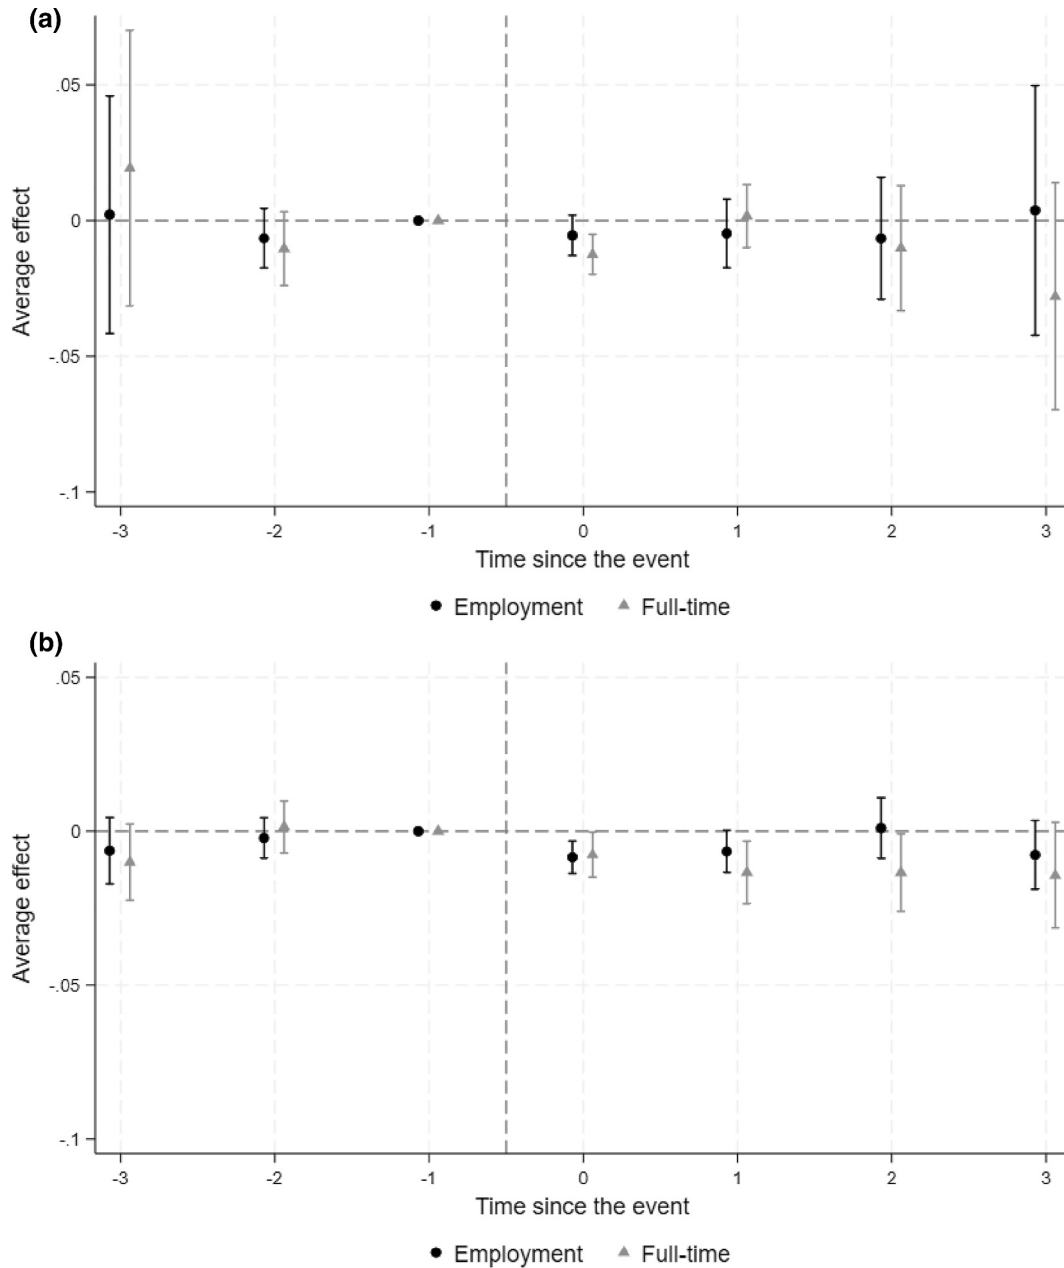 (a)
.05
0
-.05
-.1
Average effect
-3 -2 -1 0 1 2 3
Time since the event
Employment Full-time
(b)
.05
0
-.05
-.1
Average effect
-3 -2 -1 0 1 2 3
Time since the event
Employment Full-time